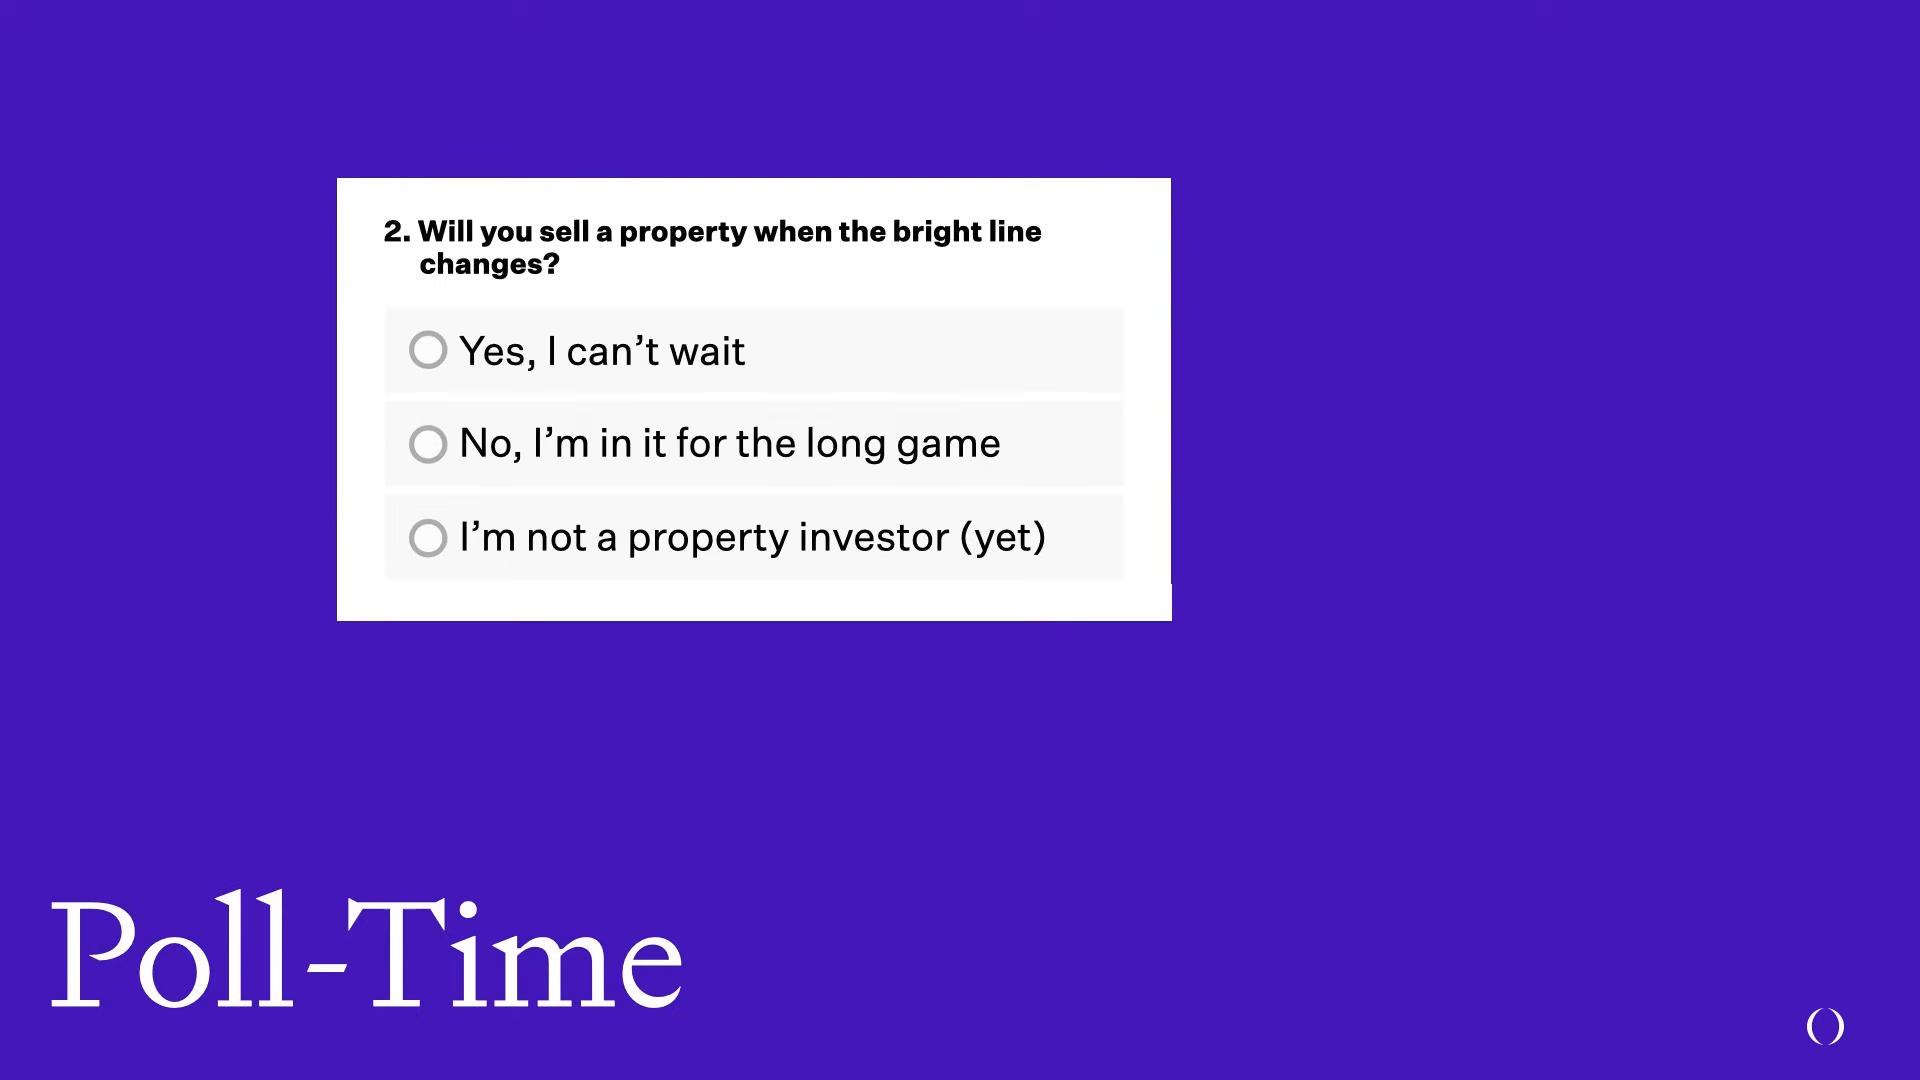 2. Will you sell a property when the bright line
changes?
Yes, I can’t wait
No, I’m in it for the long game
I’m not a property investor (yet)
Poll-Time